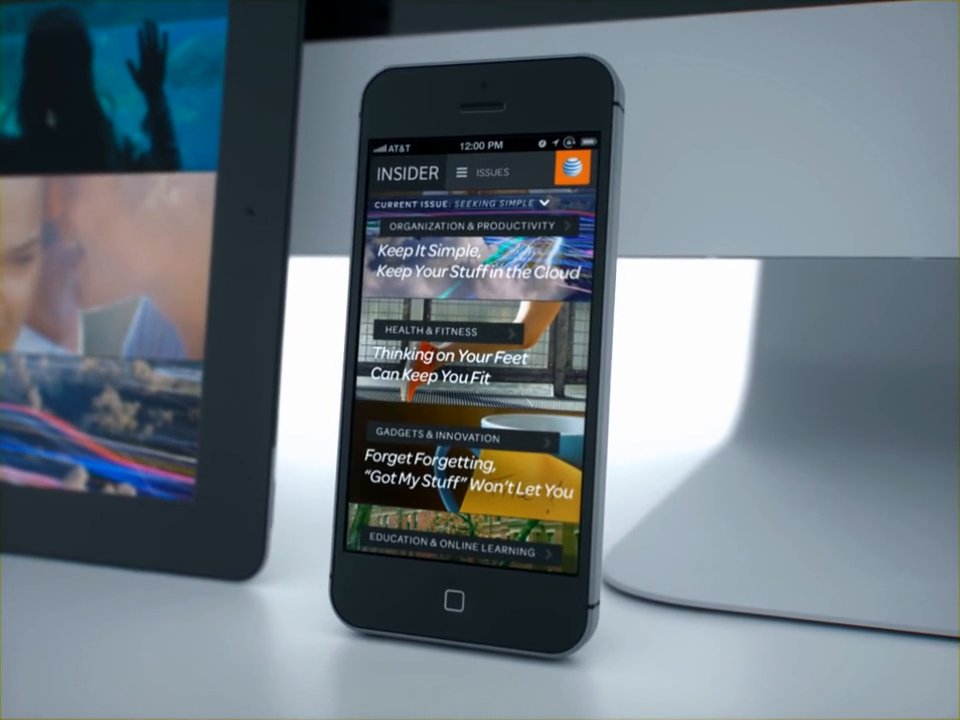 AT&T 12:00 PM
INSIDER ISSUES
CURRENT ISSUE: SEEKING SIMPLE
ORGANIZATION & PRODUCTIVITY
Keep It Simple,
Keep Your Stuff in the Cloud
HEALTH & FITNESS
Thinking on Your Feet
Can Keep You Fit
GADGETS & INNOVATION
Forget Forgetting,
“Got My Stuff” Won't Let You
EDUCATION & ONLINE LEARNING